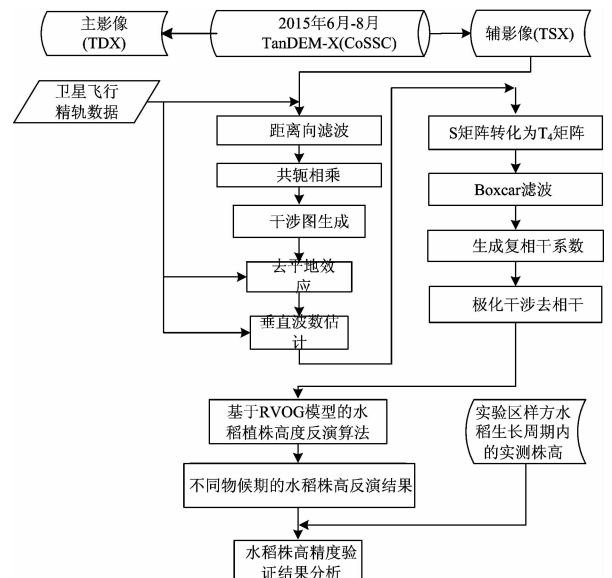 主影像
(TDX)
2015年6月-8月
TanDEM-X(CoSSC)
辅影像(TSX)
卫星飞行
精轨数据
距离向滤波
共轭相乘
干涉图生成
去平地效
应
垂直波数估
计
S矩阵转化为T₄矩阵
Boxcar滤波
生成复相干系数
极化干涉去相干
基于RVOG模型的水
稻植株高度反演算法
实验区样方水
稻生长周期内
的实测株高
不同物候期的水稻株高反演结果
水稻株高精度验
证结果分析